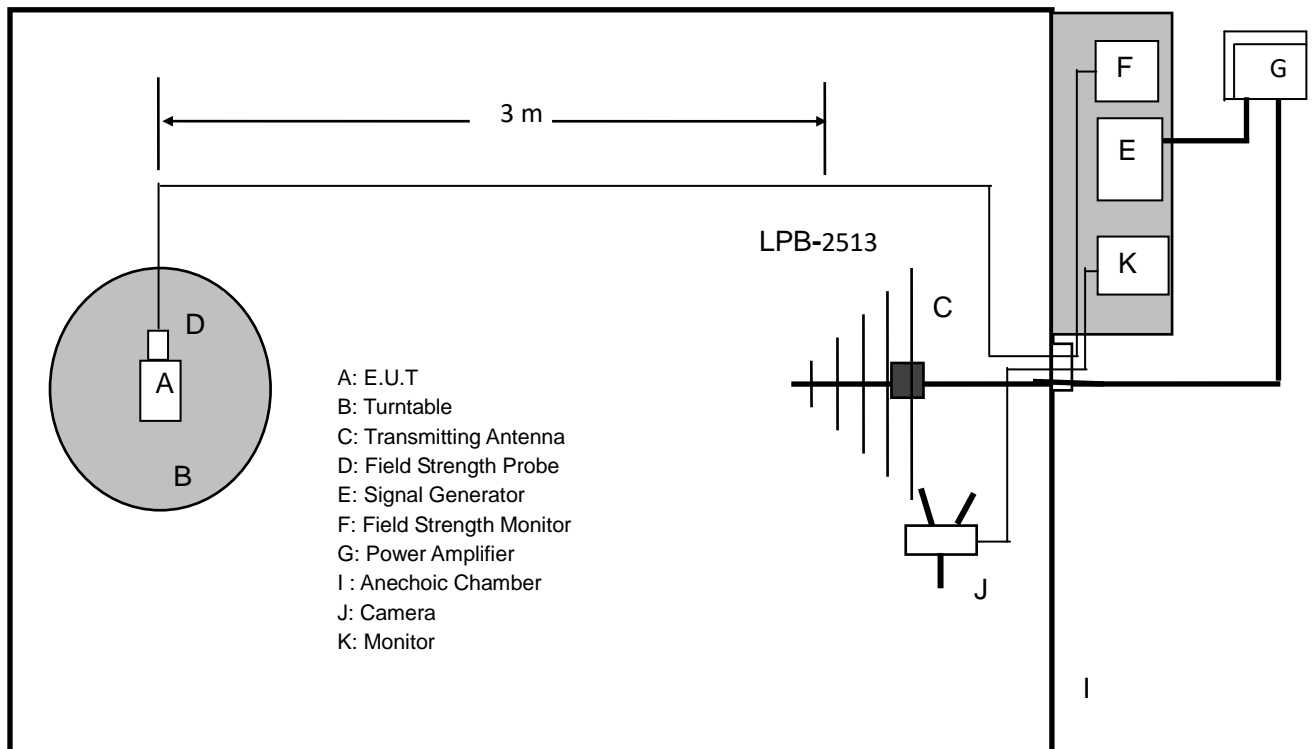 F
G
3 m
E
LPB-2513
K
C
D
A
B
A: E.U.T
B: Turntable
C: Transmitting Antenna
D: Field Strength Probe
E: Signal Generator
F: Field Strength Monitor
G: Power Amplifier
I : Anechoic Chamber
J: Camera
K: Monitor
J
I